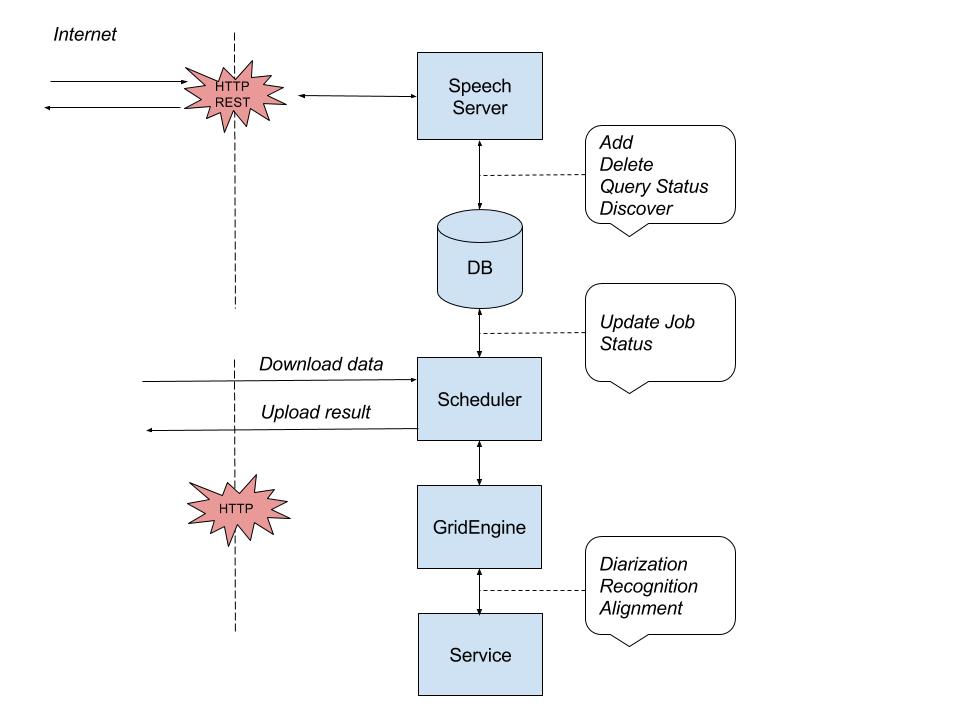 Internet
HTTP
REST
Speech
Server
Add
Delete
Query Status
Discover
DB
Update Job
Status
Download data
Scheduler
Upload result
HTTP
GridEngine
Diarization
Recognition
Alignment
Service